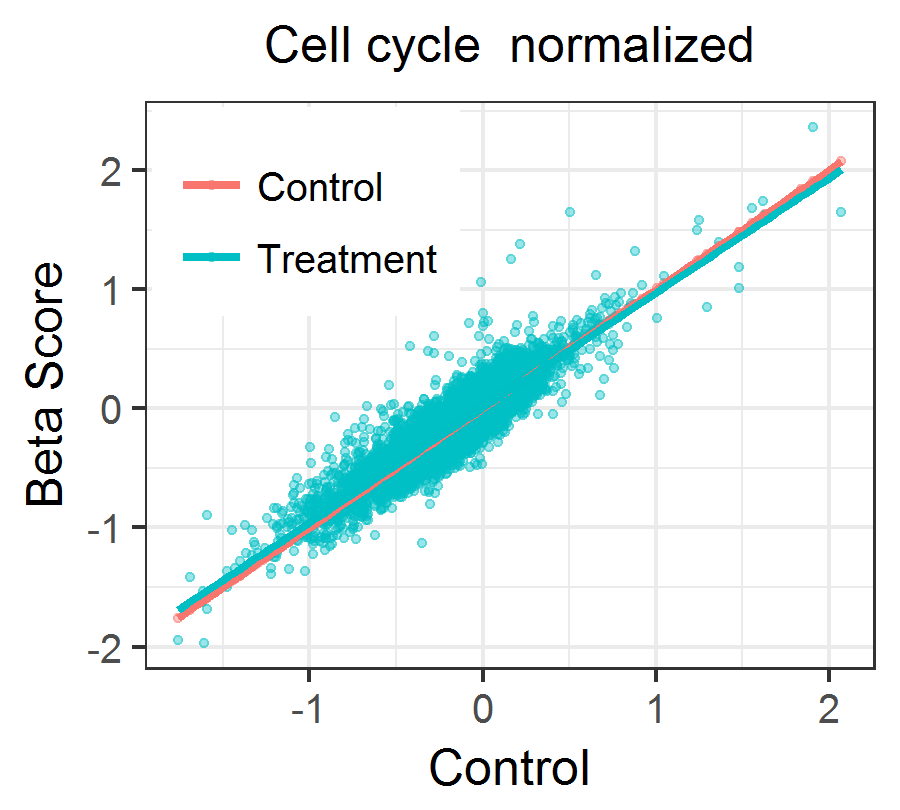 Cell cycle  normalized
Control
Treatment
Beta Score
2
1
0
-1
-2
-1
0
1
2
Control